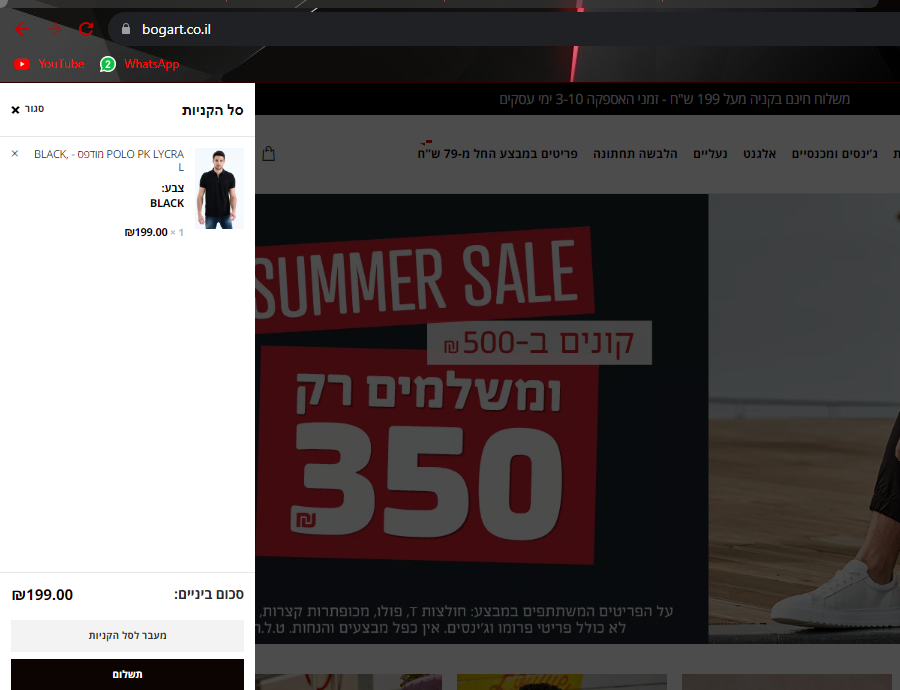 bogart.co.il
YouTube
2
WhatsApp
משלוח חינם בקניה מעל 199 ש"ח - זמני האספקה 3-10 ימי עסקים
סל הקניות
סגור ×
ג'ינסים ומכנסיים
אלגנט
נעליים
הלבשה תחתונה
פריטים במבצע החל מ-79 ש"ח
POLO PK LYCRA מודפס - BLACK,
L
×
צבע:
BLACK
1 × ₪199.00
SUMMER SALE
קונים ב-500₪
ומשלמים רק
350
₪
על הפריטים המשתתפים במבצע: חולצות T, פולו, מכופתרות קצרות,
לא כולל פריטי פרומו וג'ינסים. אין כפל מבצעים והנחות. ט.ל.ח
סכום ביניים:
₪199.00
מעבר לסל הקניות
תשלום